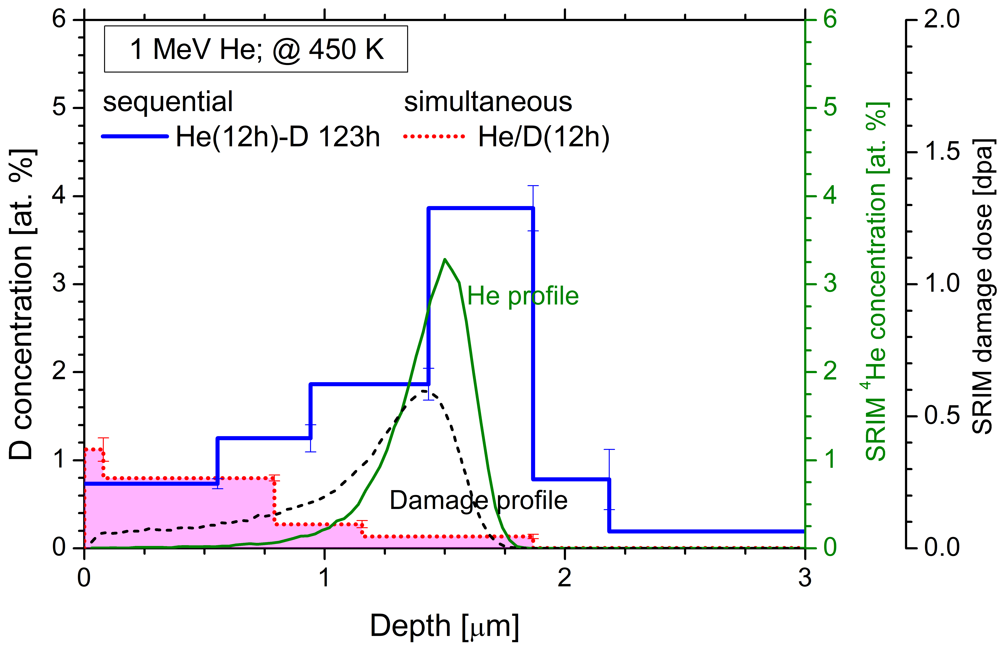 1 MeV He; @ 450 K
sequential
simultaneous
He(12h)-D 123h
He/D(12h)
He profile
Damage profile
D concentration [at. %]
6
5
4
3
2
1
0
0
1
2
3
Depth [μm]
6
5
4
3
2
1
0
SRIM ⁴He concentration [at. %]
2.0
1.5
1.0
0.5
0.0
SRIM damage dose [dpa]